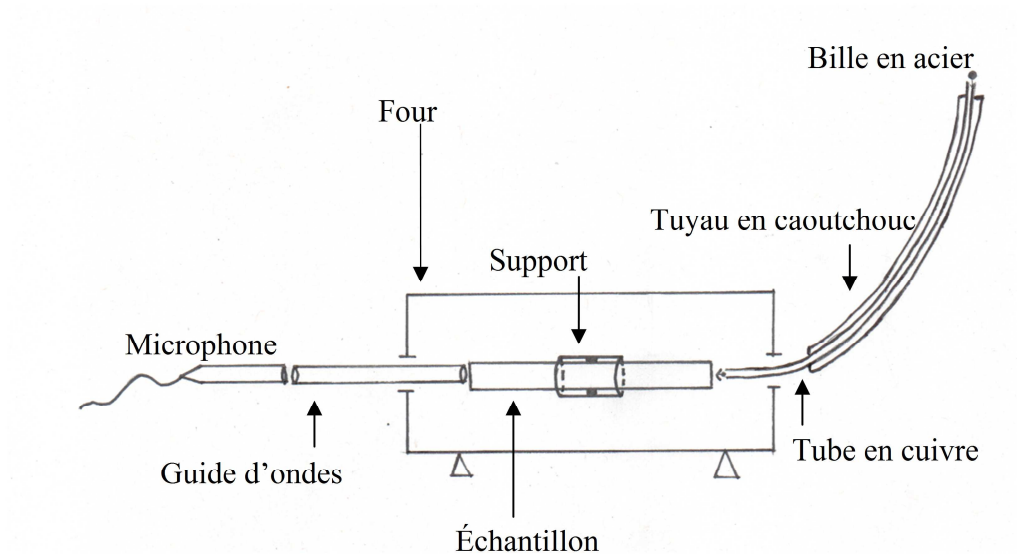 Bille en acier
Four
Tuyau en caoutchouc
Support
Microphone
Tube en cuivre
Guide d'ondes
Échantillon